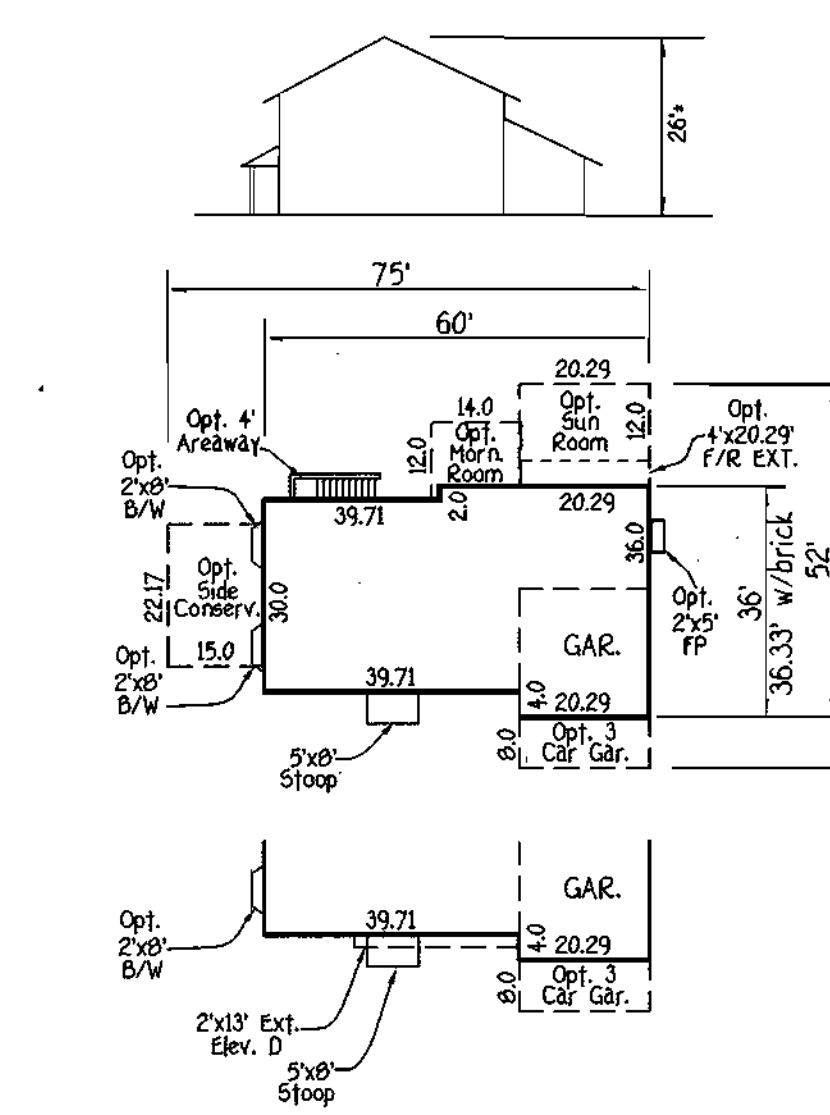 26'±
75'
60'
20.29
14.0
Opt.
Sun
Room
12.0
Opt.
4'x20.29'
F/R EXT.
Opt. 4'
Areaway
12.0
Opt.
Morn.
Room
Opt.
2'x8'
B/W
39.71
2.0
20.29
36.0
22.17
Opt.
Side
Conserv.
30.0
15.0
Opt.
2'x5'
FP
36'
36.33' w/brick
52'
GAR.
Opt.
2'x8'
B/W
39.71
4.0
20.29
8.0
Opt. 3
Car Gar.
5'x8'
Stoop
GAR.
Opt.
2'x8'
B/W
39.71
4.0
20.29
8.0
Opt. 3
Car Gar.
2'x13' Ext.
Elev. D
5'x8'
Stoop